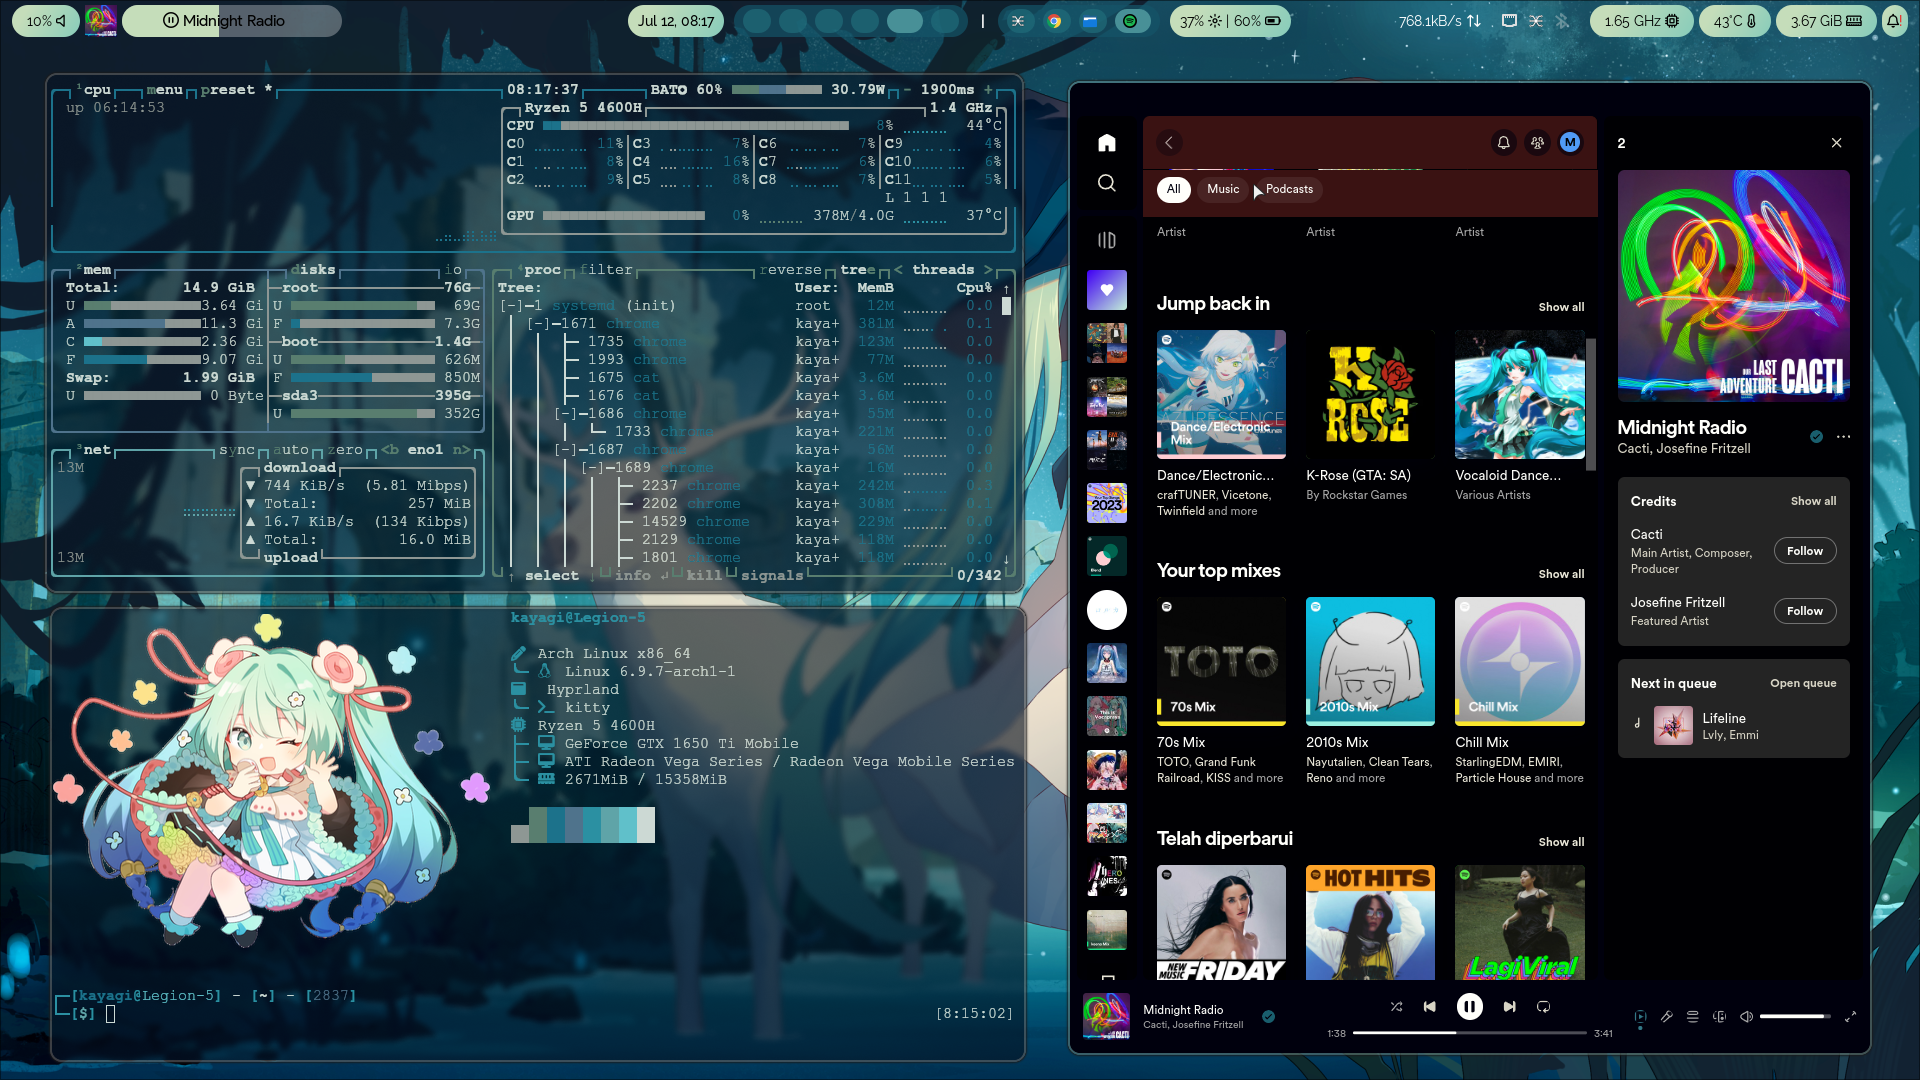 10%
Midnight Radio
Jul 12, 08:17
37% | 60%
768.1kB/s
1.65 GHz
43°C
3.67 GiB
¹cpu menu preset *
08:17:37
BAT 60% 30.79W - 1900ms +
up 06:14:53
Ryzen 5 4600H 1.4 GHz
CPU 8% 44°C
C0 11% C3 7% C6 7% C9 4%
C1 8% C4 16% C7 6% C10 6%
C2 9% C5 8% C8 7% C11 5%
L 1 1 1
GPU 0% 378M/4.0G 37°C
²mem disks io
Total: 14.9 GiB root 76G
U 3.64 Gi U 69G
A 11.3 Gi F 7.3G
C 2.36 Gi boot 1.4G
F 9.07 Gi U 626M
Swap: 1.99 GiB F 850M
U 0 Byte sda3 395G
U 352G
³net sync auto zero <b eno1 n>
13M
download
▼ 744 KiB/s (5.81 Mibps)
▼ Total: 257 MiB
▲ 16.7 KiB/s (134 Kibps)
▲ Total: 16.0 MiB
13M
upload
⁴proc filter reverse tree < threads >
Tree: User: MemB Cpu% ↑
[-]-1 systemd (init) root 12M 0.0
[-]-1671 chrome kaya+ 381M 0.1
1735 chrome kaya+ 123M 0.0
1993 chrome kaya+ 77M 0.0
1675 cat kaya+ 3.6M 0.0
1676 cat kaya+ 3.6M 0.0
[-]-1686 chrome kaya+ 55M 0.0
1733 chrome kaya+ 221M 0.0
[-]-1687 chrome kaya+ 56M 0.0
[-]-1689 chrome kaya+ 16M 0.0
2237 chrome kaya+ 242M 0.3
2202 chrome kaya+ 308M 0.1
14529 chrome kaya+ 229M 0.0
2129 chrome kaya+ 118M 0.0
1801 chrome kaya+ 118M 0.0
↑ select ↓ info ↲ kill signals 0/342
kayagi@Legion-5
Arch Linux x86_64
Linux 6.9.7-arch1-1
Hyprland
kitty
Ryzen 5 4600H
GeForce GTX 1650 Ti Mobile
ATI Radeon Vega Series / Radeon Vega Mobile Series
2671MiB / 15358MiB
[kayagi@Legion-5] - [~] - [2837]
[$]
[8:15:02]
M
All
Music
Podcasts
Artist
Artist
Artist
Jump back in
Show all
AZURESSENCE
Dance/Electronic
Mix
K
ROSE
Dance/Electronic...
crafTUNER, Vicetone,
Twinfield and more
K-Rose (GTA: SA)
By Rockstar Games
Vocaloid Dance...
Various Artists
2023
Your top mixes
Show all
TOTO
70s Mix
2010s Mix
Chill Mix
70s Mix
TOTO, Grand Funk
Railroad, KISS and more
2010s Mix
Nayutalien, Clean Tears,
Reno and more
Chill Mix
StarlingEDM, EMIRI,
Particle House and more
Telah diperbarui
Show all
NEW
MUSIC FRIDAY
HOT HITS
LagiViral
2
OUR LAST
ADVENTURE CACTI
Midnight Radio
Cacti, Josefine Fritzell
Credits
Show all
Cacti
Main Artist, Composer,
Producer
Follow
Josefine Fritzell
Featured Artist
Follow
Next in queue
Open queue
Lifeline
Lvly, Emmi
Midnight Radio
Cacti, Josefine Fritzell
1:38
3:41